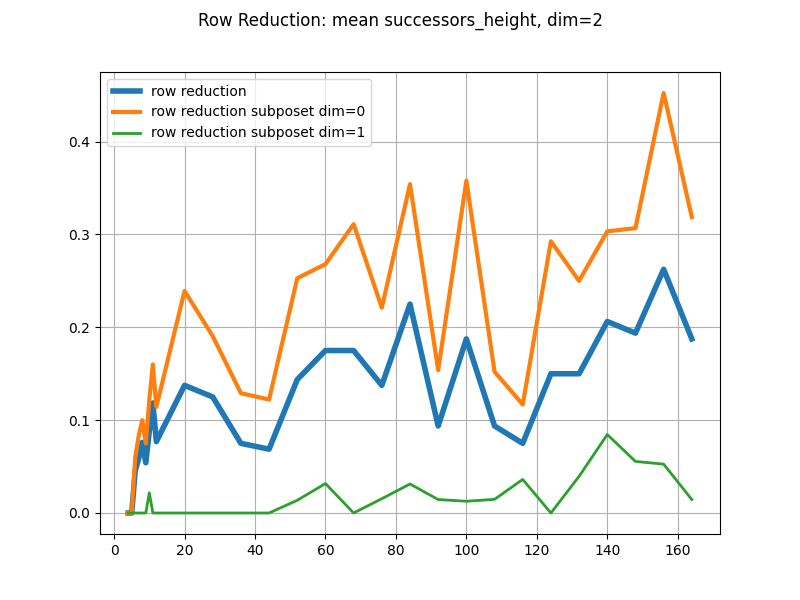 Row Reduction: mean successors_height, dim=2
row reduction
row reduction subposet dim=0
row reduction subposet dim=1
0.4
0.3
0.2
0.1
0.0
0 20 40 60 80 100 120 140 160